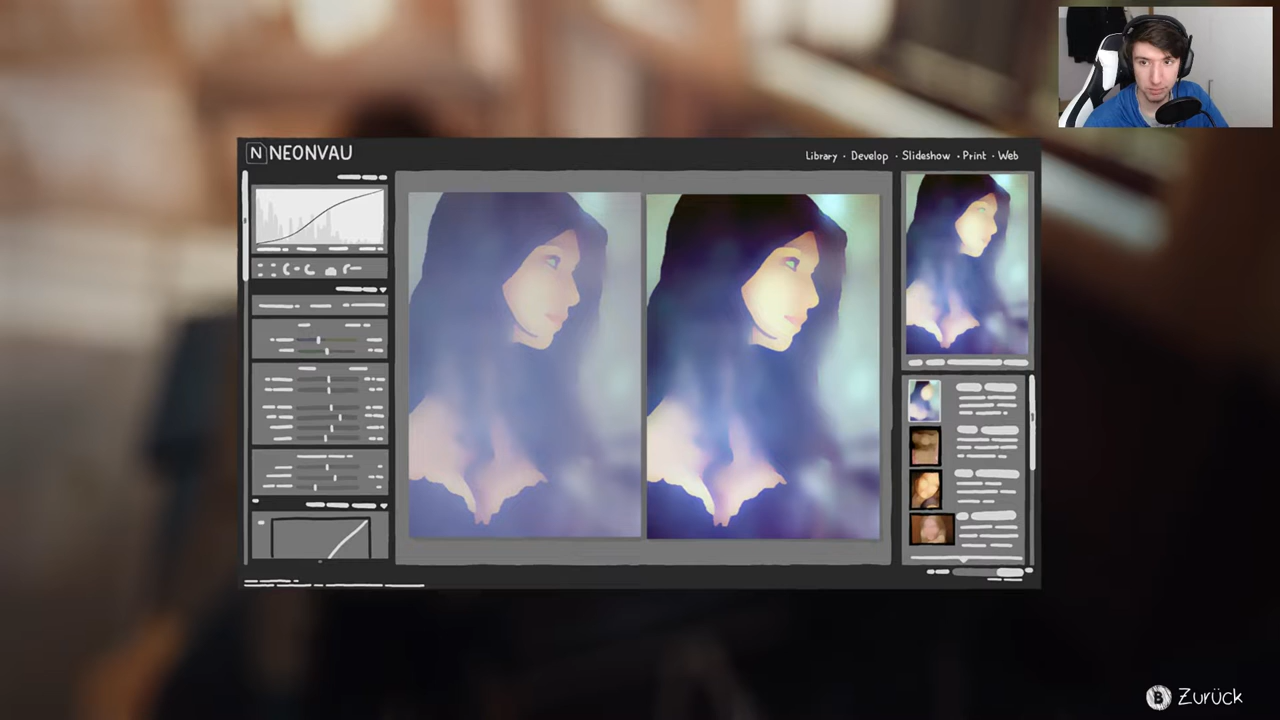 N NEONVAU
Library · Develop · Slideshow · Print · Web
B Zurück